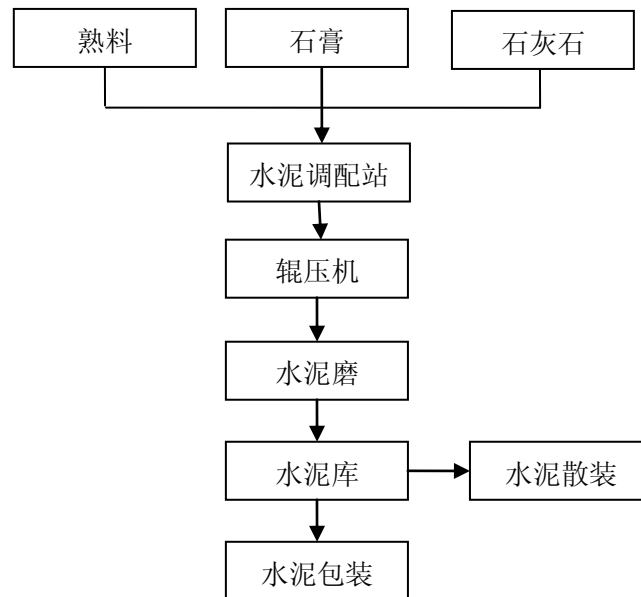 熟料
石膏
石灰石
水泥调配站
辊压机
水泥磨
水泥库
水泥散装
水泥包装